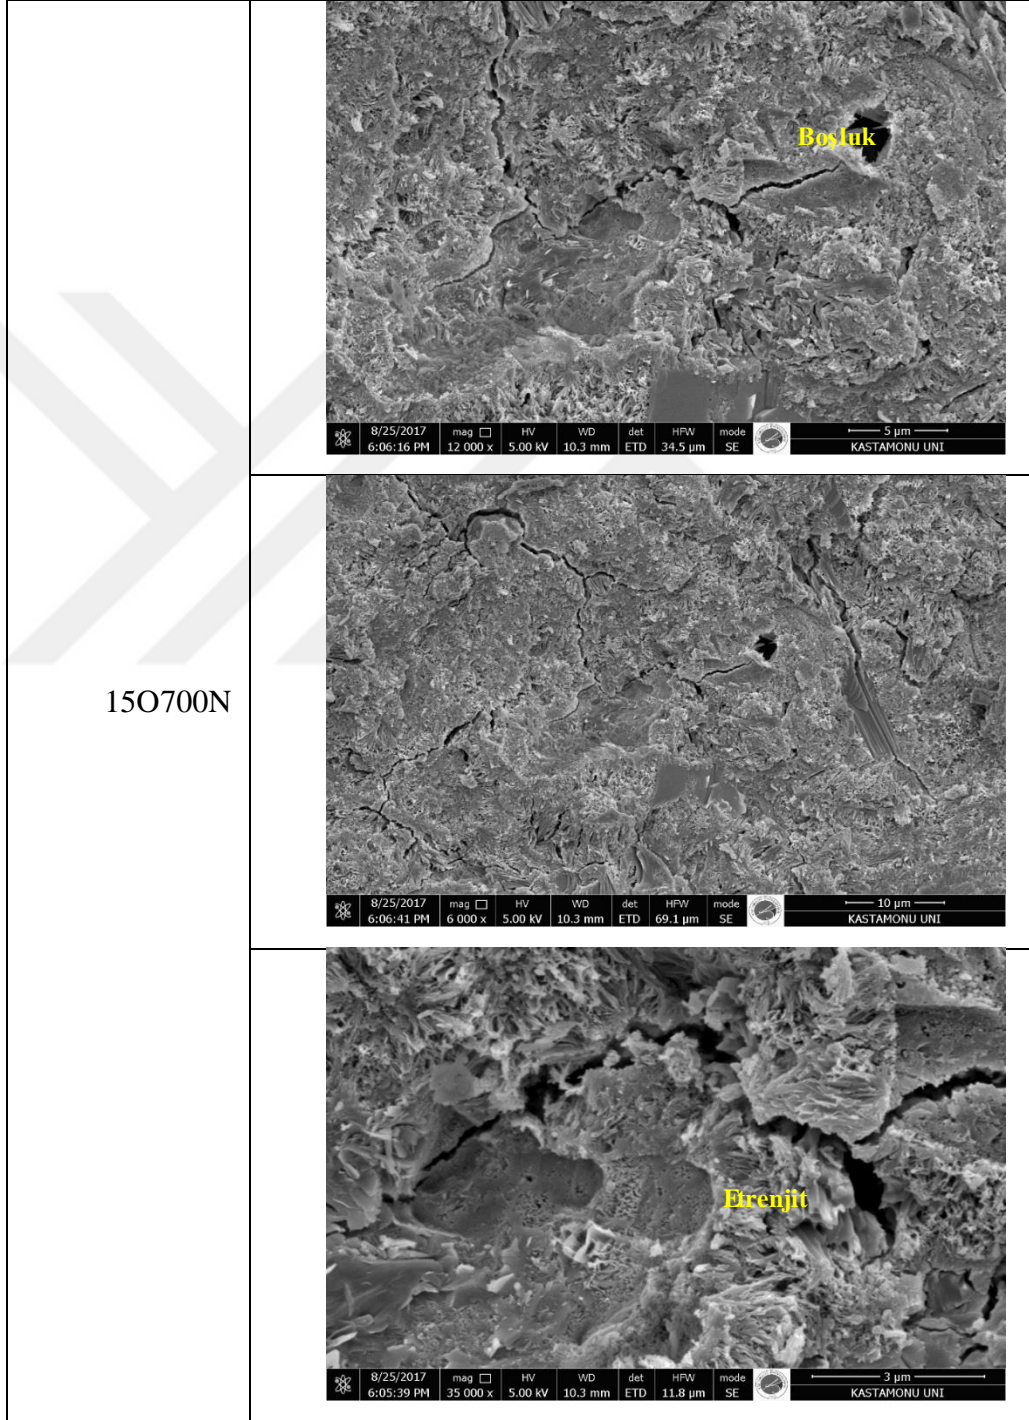 Boşluk
8/25/2017 mag HV WD det HFW mode 5 µm
6:06:16 PM 12 000 x 5.00 kV 10.3 mm ETD 34.5 µm SE KASTAMONU UNI
15O700N
8/25/2017 mag HV WD det HFW mode 10 µm
6:06:41 PM 6 000 x 5.00 kV 10.3 mm ETD 69.1 µm SE KASTAMONU UNI
Etrenjit
8/25/2017 mag HV WD det HFW mode 3 µm
6:05:39 PM 35 000 x 5.00 kV 10.3 mm ETD 11.8 µm SE KASTAMONU UNI